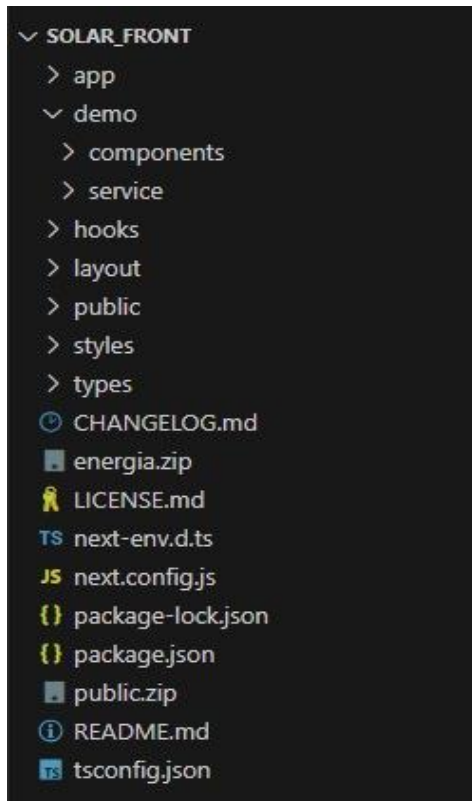 SOLAR_FRONT
app
demo
components
service
hooks
layout
public
styles
types
CHANGELOG.md
energia.zip
LICENSE.md
TS next-env.d.ts
JS next.config.js
{} package-lock.json
{} package.json
public.zip
README.md
TS tsconfig.json